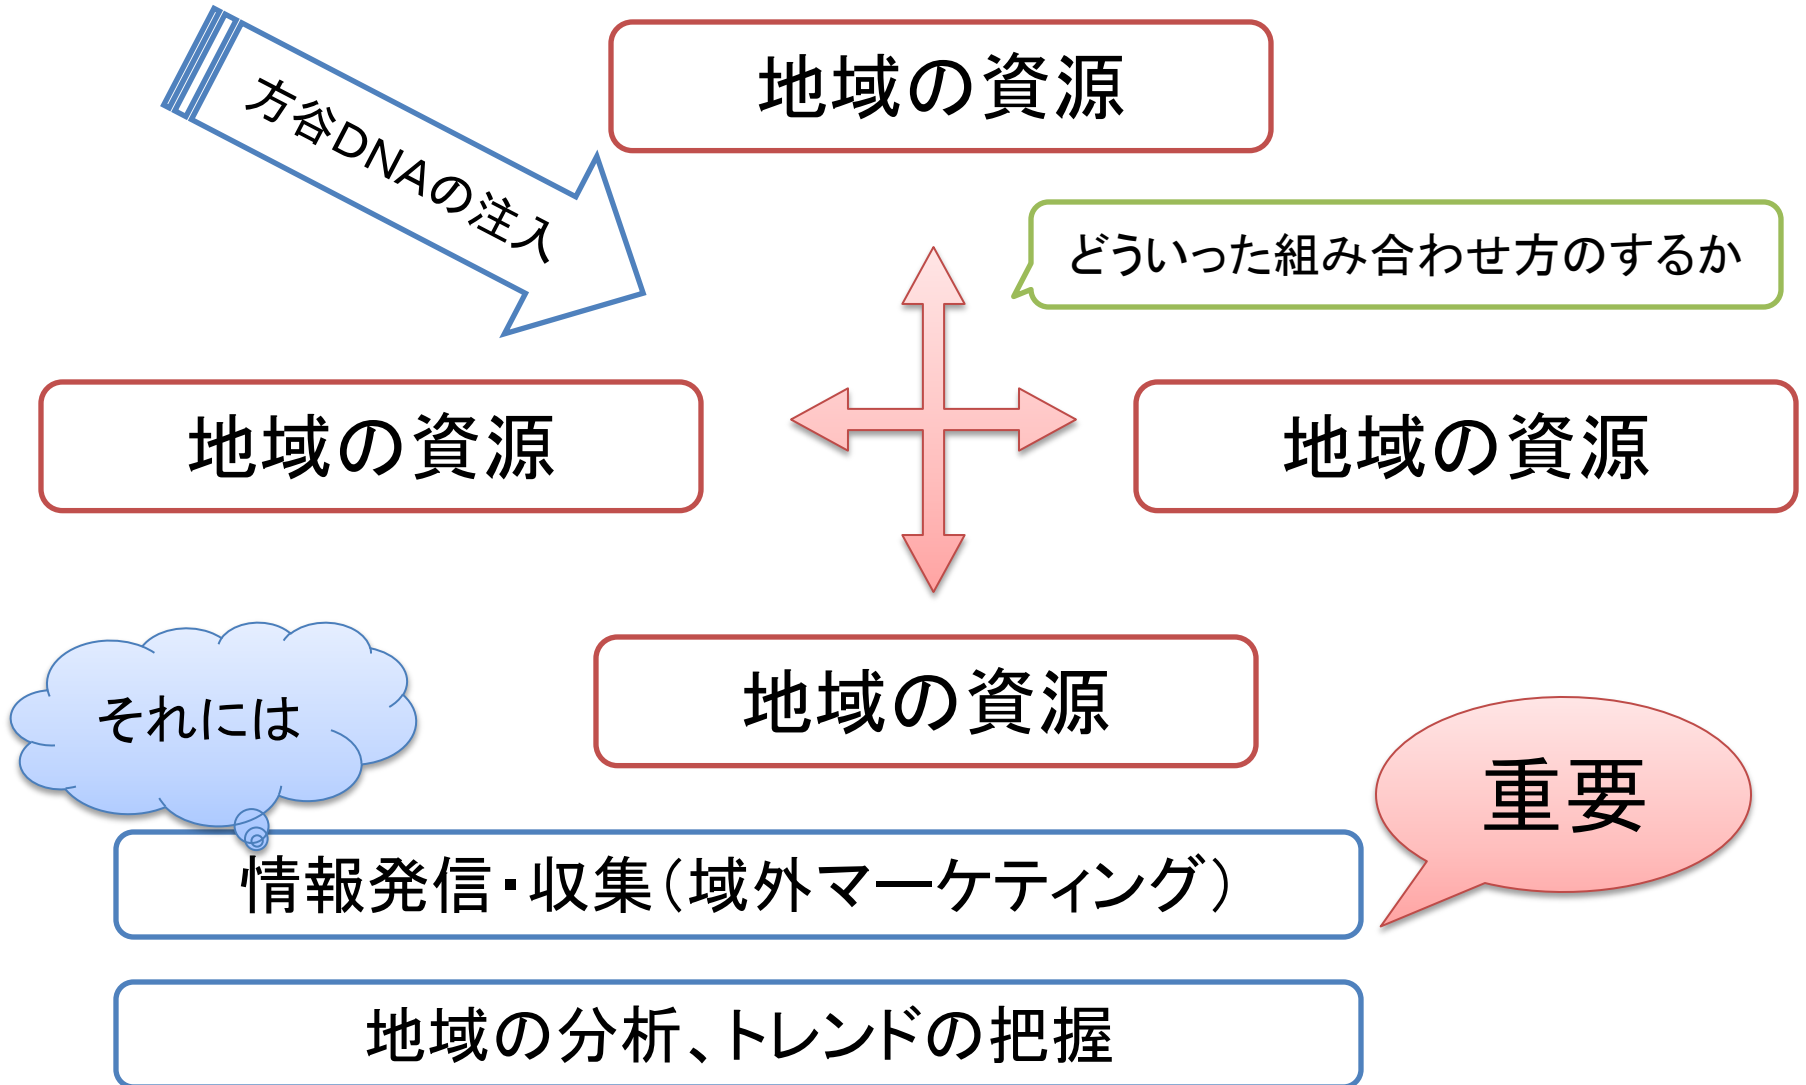 地域の資源
方谷DNAの注入
どういった組み合わせ方のするか
地域の資源
地域の資源
地域の資源
それには
重要
情報発信・収集(域外マーケティング)
地域の分析、トレンドの把握